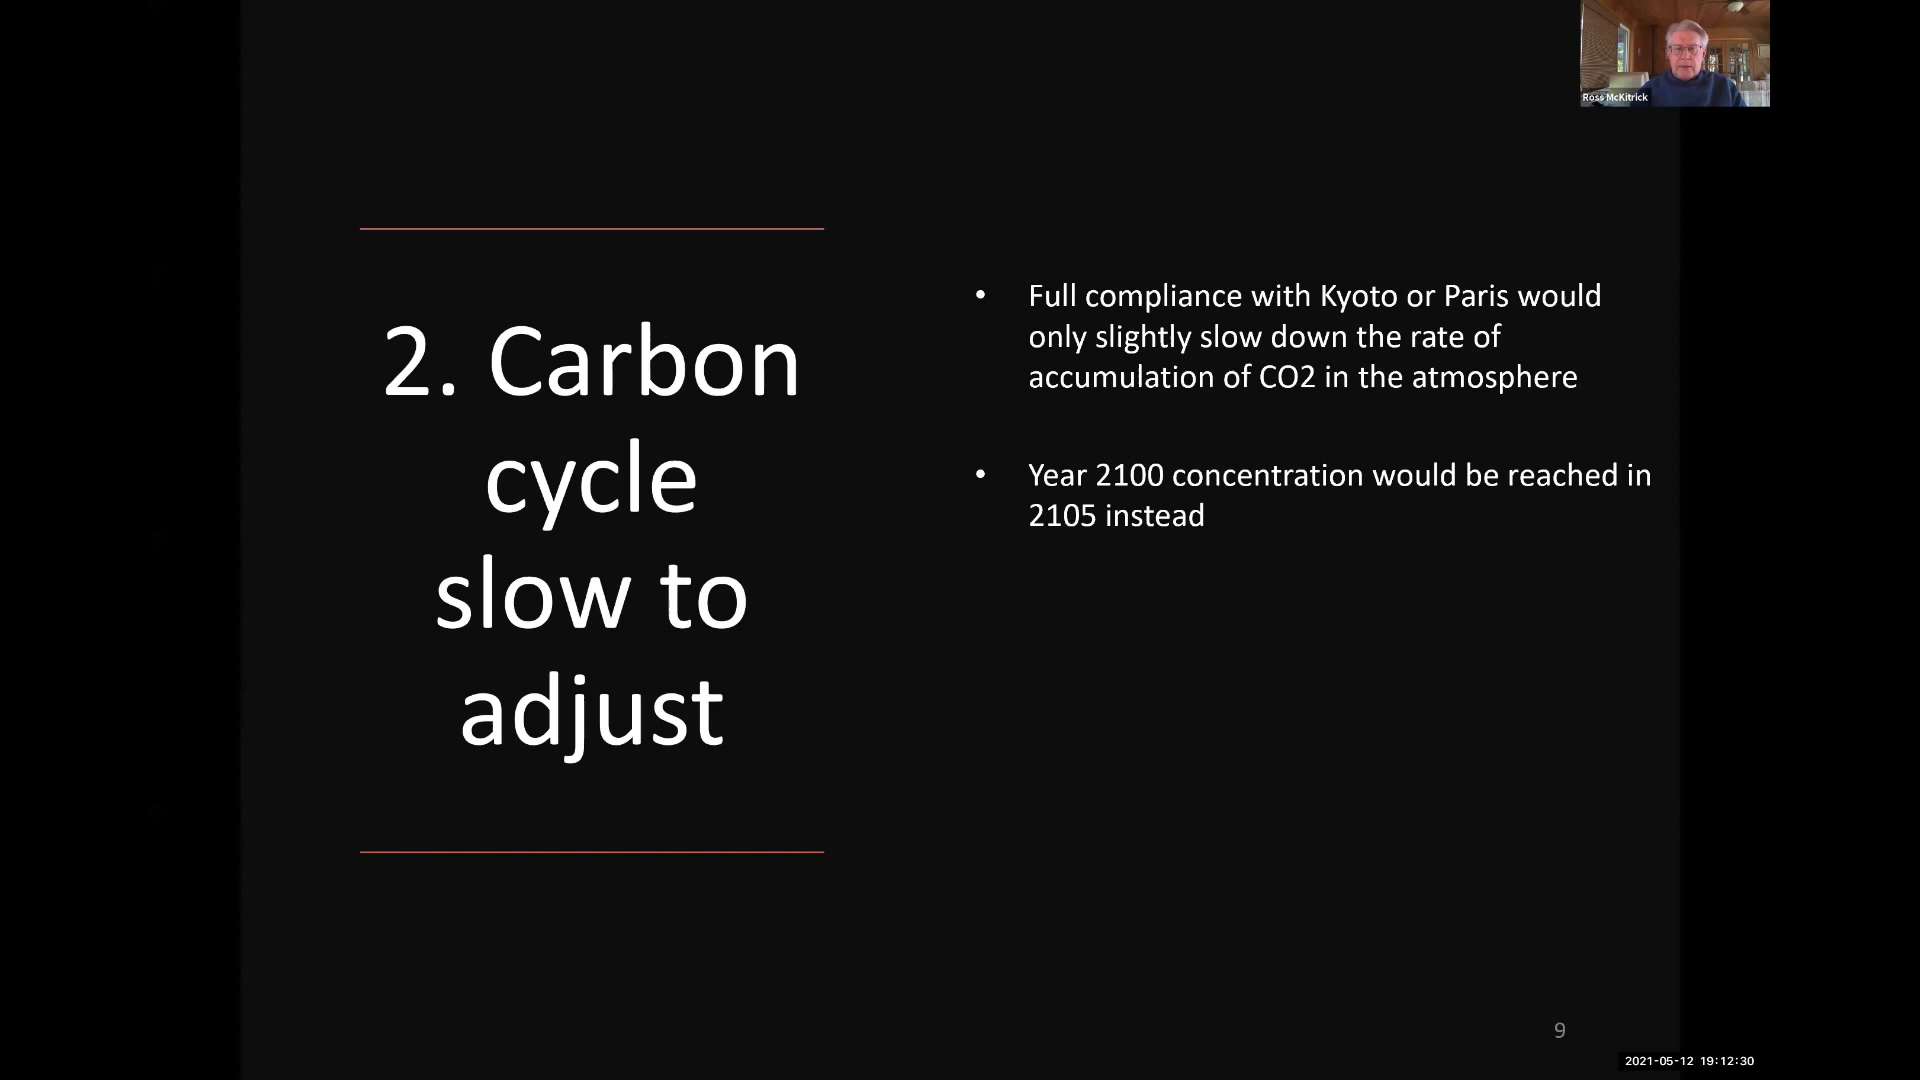 Ross McKitrick
2. Carbon
cycle
slow to
adjust
• Full compliance with Kyoto or Paris would
only slightly slow down the rate of
accumulation of CO2 in the atmosphere
• Year 2100 concentration would be reached in
2105 instead
9
2021-05-12 19:12:30